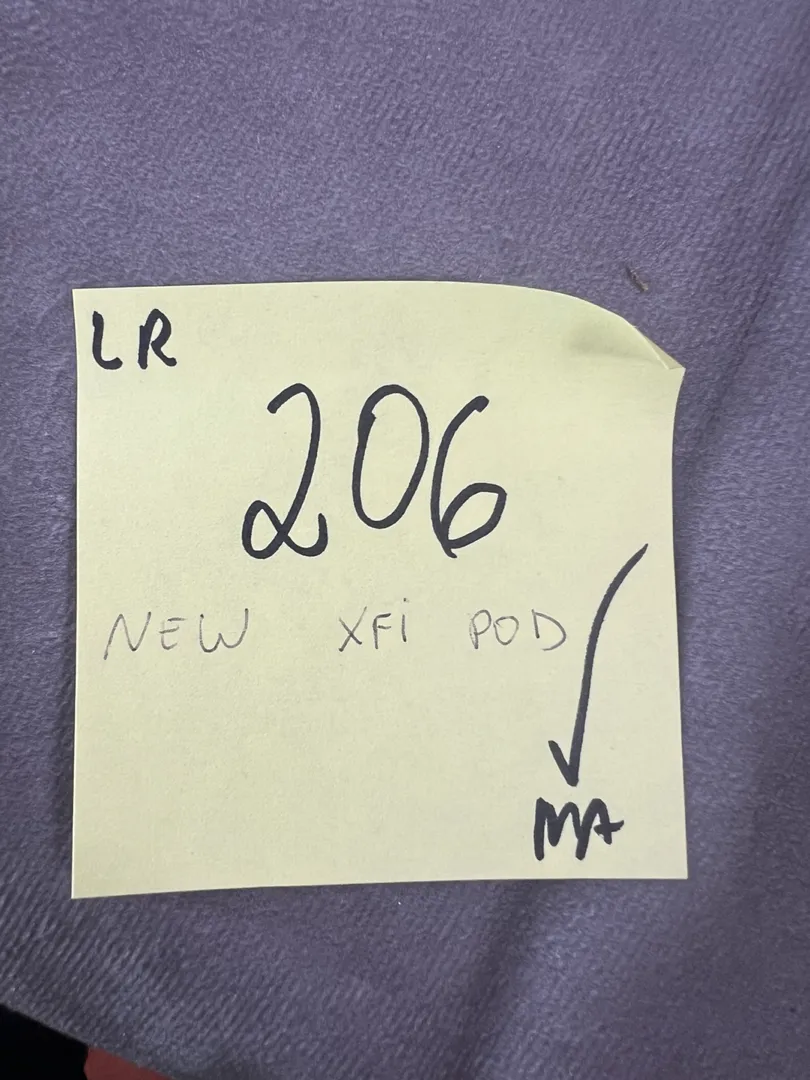 LR
206
NEW XFi POD
MA